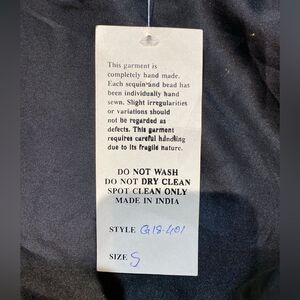 This garment is
completely hand made.
Each sequin and bead has
been individually hand
sewn. Slight irregularities
or variations should
not be regarded as
defects. This garment
requires careful handling
due to its fragile nature.
DO NOT WASH
DO NOT DRY CLEAN
SPOT CLEAN ONLY
MADE IN INDIA
STYLE G18-401
SIZE S